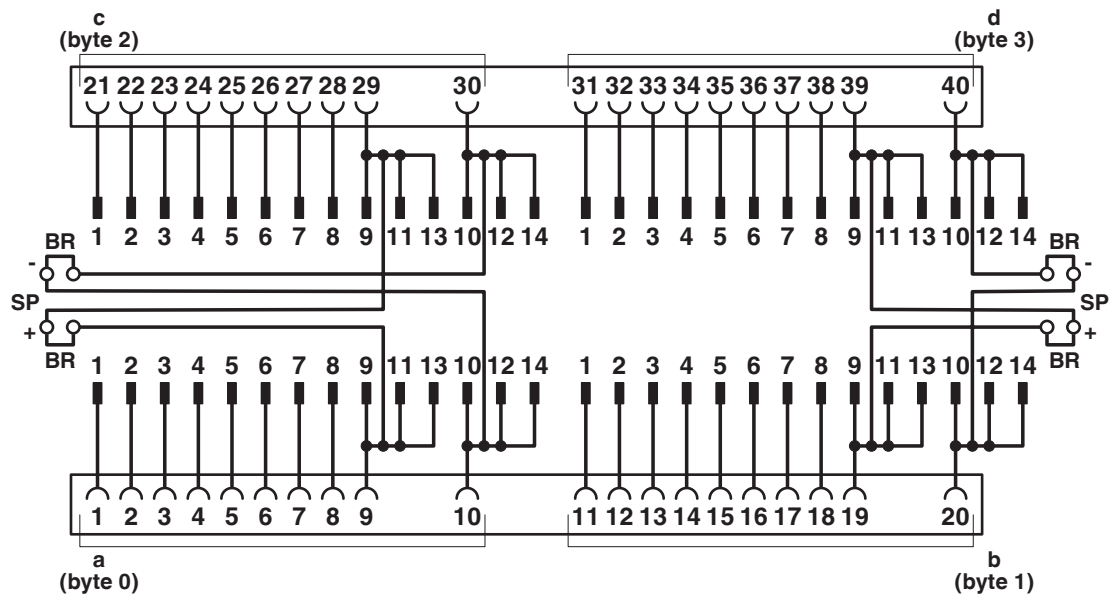 c d
(byte 2) (byte 3)
21 22 23 24 25 26 27 28 29 30 31 32 33 34 35 36 37 38 39 40
1 2 3 4 5 6 7 8 9 11 13 10 12 14 1 2 3 4 5 6 7 8 9 11 13 10 12 14
BR BR
- -
SP SP
+ +
BR BR
1 2 3 4 5 6 7 8 9 11 13 10 12 14 1 2 3 4 5 6 7 8 9 11 13 10 12 14
1 2 3 4 5 6 7 8 9 10 11 12 13 14 15 16 17 18 19 20
a b
(byte 0) (byte 1)